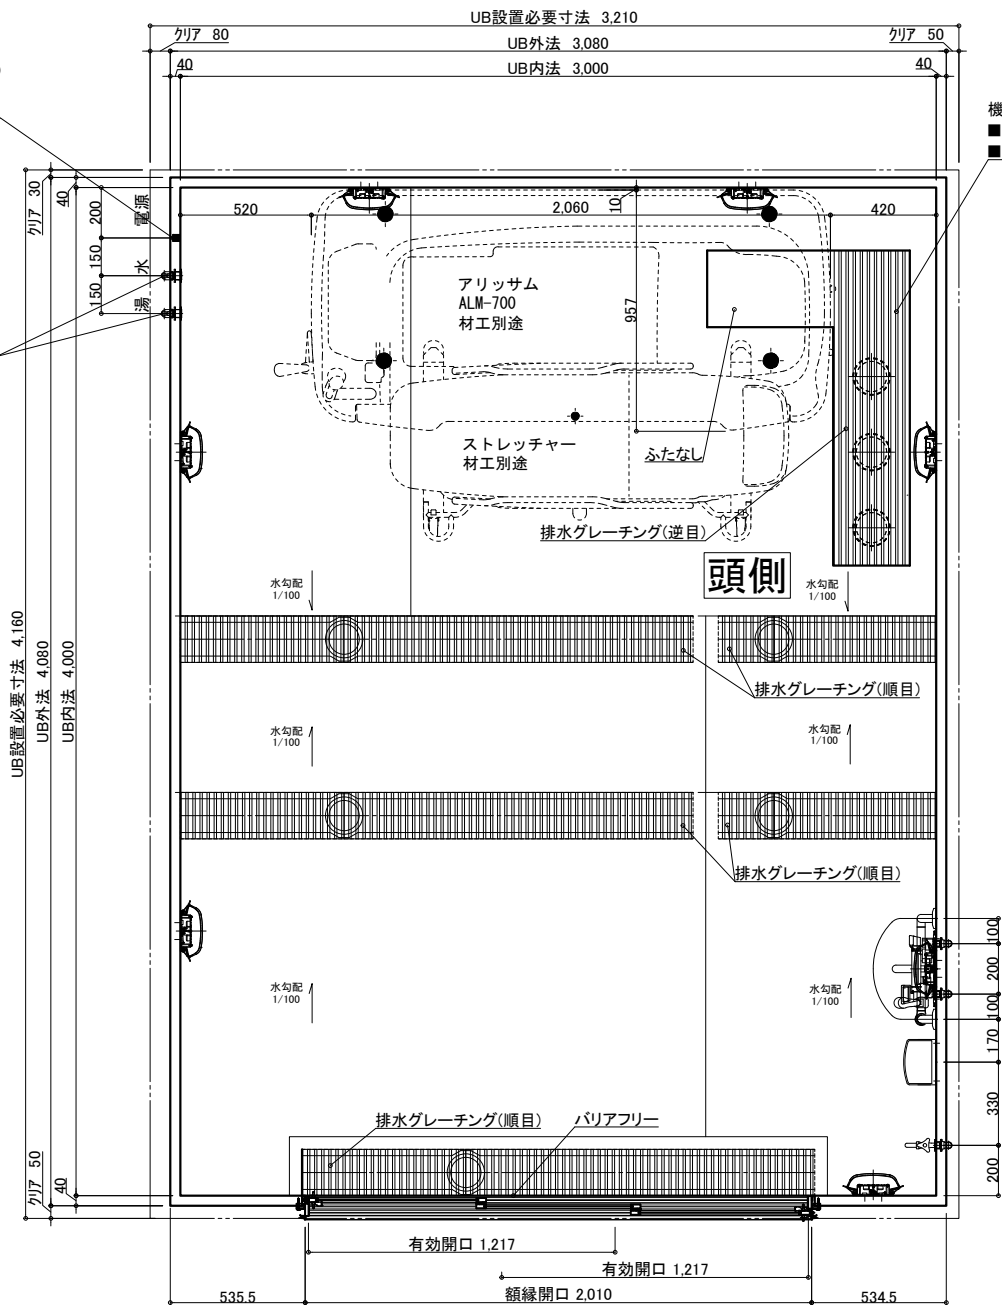 UB設置必要寸法 3,210
クリア 80
UB外法 3,080
クリア 50
40
UB内法 3,000
40
機
■
■
クリア 30
40
200
電源
150
水
150
湯
520
2,060
10
420
アリッサム
ALM-700
材工別途
957
ストレッチャー
材工別途
ふたなし
排水グレーチング(逆目)
頭側
水勾配
1/100
水勾配
1/100
UB設置必要寸法 4,160
UB外法 4,080
UB内法 4,000
排水グレーチング(順目)
水勾配
1/100
水勾配
1/100
排水グレーチング(順目)
100
200
100
170
330
200
水勾配
1/100
水勾配
1/100
排水グレーチング(順目)
バリアフリー
クリア 50
40
有効開口 1,217
有効開口 1,217
535.5
額縁開口 2,010
534.5